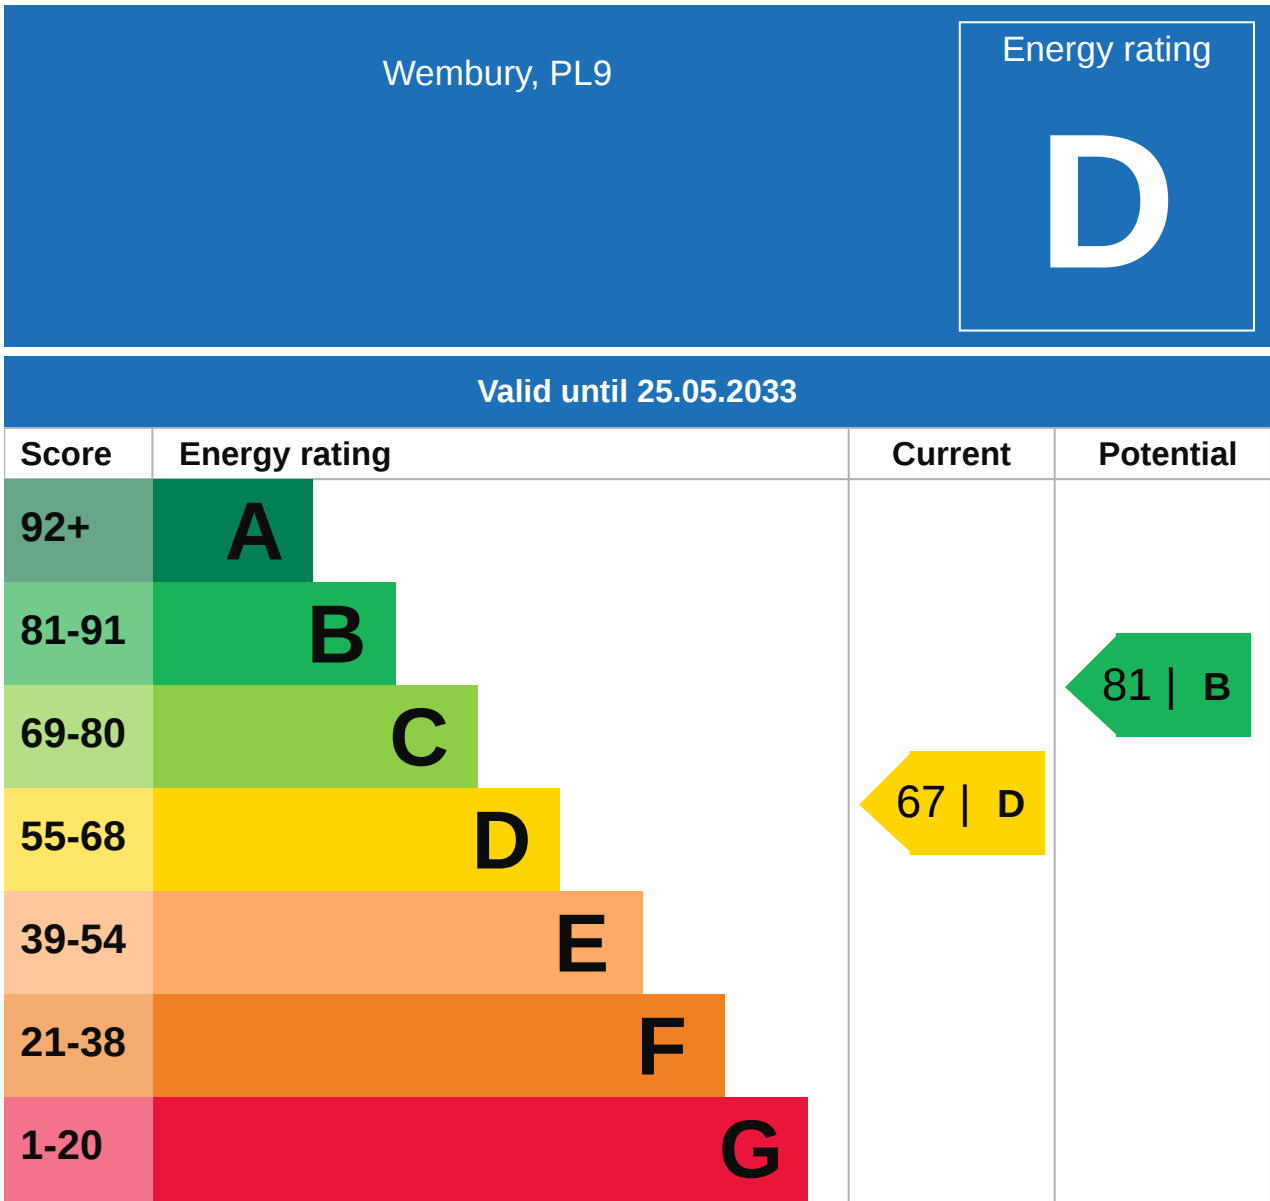 Wembury, PL9
Energy rating
D
Valid until 25.05.2033
Score Energy rating Current Potential
92+ A
81-91 B
81 | B
69-80 C
67 | D
55-68 D
39-54 E
21-38 F
1-20 G